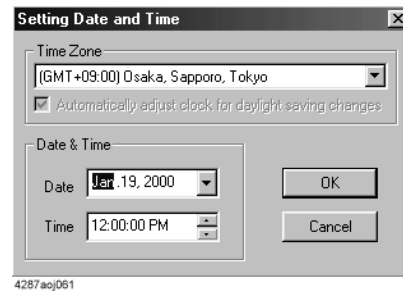 Setting Date and Time
Time Zone
(GMT+09:00) Osaka, Sapporo, Tokyo
Automatically adjust clock for daylight saving changes
Date & Time
Date Jan .19, 2000
OK
Time 12:00:00 PM
Cancel
4287aoj061